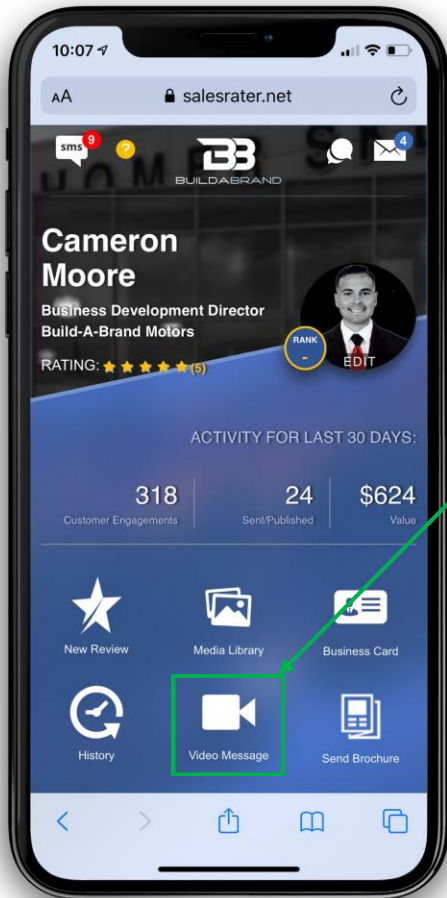 10:07
AA salesrater.net
sms 9 ? 4
BB
BUILDABRAND
Cameron
Moore
Business Development Director
Build-A-Brand Motors
RATING: (5)
RANK
-
EDIT
ACTIVITY FOR LAST 30 DAYS:
318 24 $624
Customer Engagements Sent/Published Value
New Review Media Library Business Card
History Video Message Send Brochure